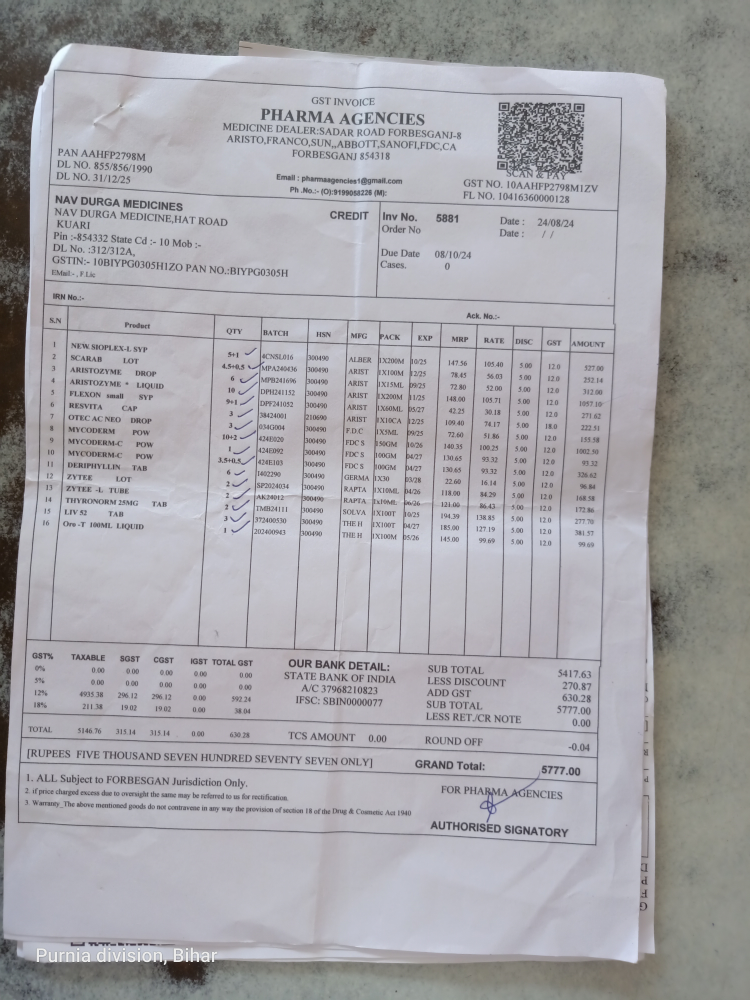 GST INVOICE
PHARMA AGENCIES
MEDICINE DEALER:SADAR ROAD FORBESGANJ-8
ARISTO,FRANCO,SUN,,ABBOTT,SANOFI,FDC,CA
FORBESGANJ 854318
PAN AAHFP2798M
DL NO. 855/856/1990
DL NO. 31/12/25
Email : pharmaagencies1@gmail.com
Ph .No.:- (O):9199058226 (M):
SCAN & PAY
GST NO. 10AAHFP2798M1ZV
FL NO. 10416360000128
NAV DURGA MEDICINES
NAV DURGA MEDICINE,HAT ROAD
KUARI
Pin :-854332 State Cd :- 10 Mob :-
DL No. :312/312A,
GSTIN:- 10BIYPG0305H1ZO PAN NO.:BIYPG0305H
EMail:- , F.Lic
CREDIT
Inv No. 5881 Date : 24/08/24
Order No Date : / /
Due Date 08/10/24
Cases. 0
IRN No.:- Ack. No.:-
S.N Product QTY BATCH HSN MFG PACK EXP MRP RATE DISC GST AMOUNT
1 NEW SIOPLEX-L SYP 5+1 4CNSL016 300490 ALBER 1X200M 10/25 147.56 105.40 5.00 12.0 527.00
2 SCARAB LOT 4.5+0.5 MPA240436 300490 ARIST 1X100M 12/25 78.45 56.03 5.00 12.0 252.14
3 ARISTOZYME DROP 6 MPB241696 300490 ARIST 1X15ML 09/25 72.80 52.00 5.00 12.0 312.00
4 ARISTOZYME * LIQUID 10 DPH241152 300490 ARIST 1X200M 11/25 148.00 105.71 5.00 12.0 1057.10
5 FLEXON small SYP 9+1 DPF241052 300490 ARIST 1X60ML 05/27 42.25 30.18 5.00 12.0 271.62
6 RESVITA CAP 3 38424001 210690 ARIST 1X10CA 12/25 109.40 74.17 5.00 18.0 222.51
7 OTEC AC NEO DROP 3 034G004 300490 F.D.C 1X5ML 09/25 72.60 51.86 5.00 12.0 155.58
8 MYCODERM POW 10+2 424E020 300490 FDC S 150GM 10/26 140.35 100.25 5.00 12.0 1002.50
9 MYCODERM-C POW 1 424E092 300490 FDC S 100GM 04/27 130.65 93.32 5.00 12.0 93.32
10 MYCODERM-C POW 3.5+0.5 424E103 300490 FDC S 100GM 04/27 130.65 93.32 5.00 12.0 326.62
11 DERIPHYLLIN TAB 6 J402290 300490 GERMA 1X30 03/28 22.60 16.14 5.00 12.0 96.84
12 ZYTEE LOT 2 SP2024034 300490 RAPTA 1X10ML 04/26 118.00 84.29 5.00 12.0 168.58
13 ZYTEE -L TUBE 2 AK24012 300490 RAPTA 1x10ML 06/26 121.00 86.43 5.00 12.0 172.86
14 THYRONORM 25MG TAB 2 TMB24111 300490 SOLVA 1X100T 10/25 194.39 138.85 5.00 12.0 277.70
15 LIV 52 TAB 3 372400530 300490 THE H 1X100T 04/27 185.00 127.19 5.00 12.0 381.57
16 Oro -T 100ML LIQUID 1 202400943 300490 THE H 1X100M 05/26 145.00 99.69 5.00 12.0 99.69
GST% TAXABLE SGST CGST IGST TOTAL GST
0% 0.00 0.00 0.00 0.00 0.00
5% 0.00 0.00 0.00 0.00 0.00
12% 4935.38 296.12 296.12 0.00 592.24
18% 211.38 19.02 19.02 0.00 38.04
TOTAL 5146.76 315.14 315.14 0.00 630.28
OUR BANK DETAIL:
STATE BANK OF INDIA
A/C 37968210823
IFSC: SBIN0000077
TCS AMOUNT 0.00
SUB TOTAL 5417.63
LESS DISCOUNT 270.87
ADD GST 630.28
SUB TOTAL 5777.00
LESS RET./CR NOTE 0.00
ROUND OFF -0.04
[RUPEES FIVE THOUSAND SEVEN HUNDRED SEVENTY SEVEN ONLY]
GRAND Total: 5777.00
1. ALL Subject to FORBESGAN Jurisdiction Only.
2. if price charged excess due to oversight the same may be referred to us for rectification.
3. Warranty_The above mentioned goods do not contravene in any way the provision of section 18 of the Drug & Cosmetic Act 1940
FOR PHARMA AGENCIES
AUTHORISED SIGNATORY
Purnia division, Bihar